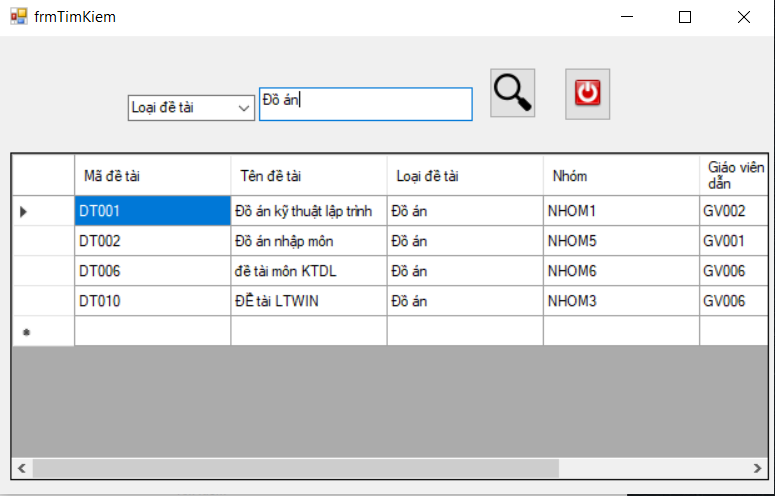 frmTimKiem
Loại đề tài Đồ án
Mã đề tài Tên đề tài Loại đề tài Nhóm Giáo viên dẫn
DT001 Đồ án kỹ thuật lập trình Đồ án NHOM1 GV002
DT002 Đồ án nhập môn Đồ án NHOM5 GV001
DT006 đề tài môn KTDL Đồ án NHOM6 GV006
DT010 ĐỀ tài LTWIN Đồ án NHOM3 GV006